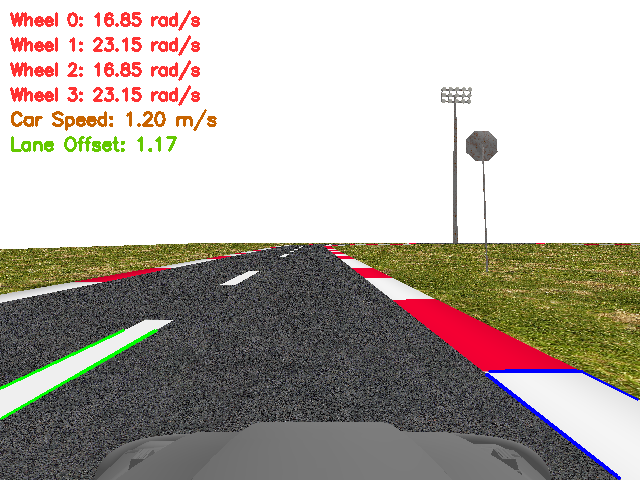 Wheel 0: 16.85 rad/s
Wheel 1: 23.15 rad/s
Wheel 2: 16.85 rad/s
Wheel 3: 23.15 rad/s
Car Speed: 1.20 m/s
Lane Offset: 1.17